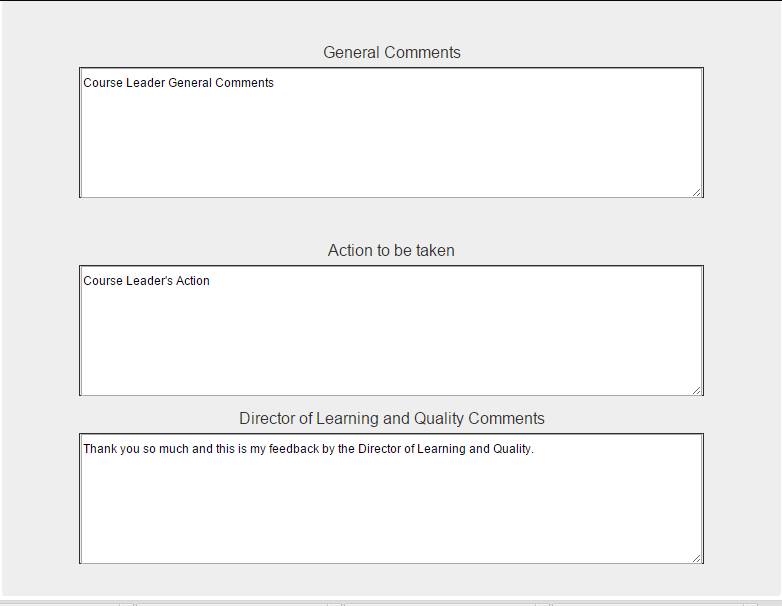 General Comments
Course Leader General Comments
Action to be taken
Course Leader's Action
Director of Learning and Quality Comments
Thank you so much and this is my feedback by the Director of Learning and Quality.